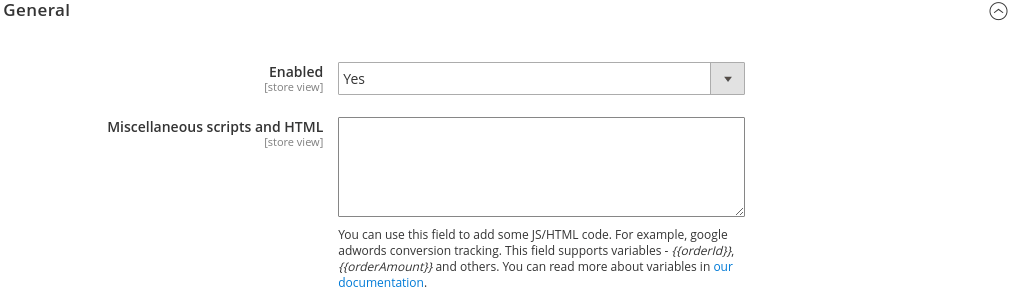 General
Enabled
[store view]
Yes
Miscellaneous scripts and HTML
[store view]
You can use this field to add some JS/HTML code. For example, google
adwords conversion tracking. This field supports variables - {{orderId}},
{{orderAmount}} and others. You can read more about variables in our
documentation.